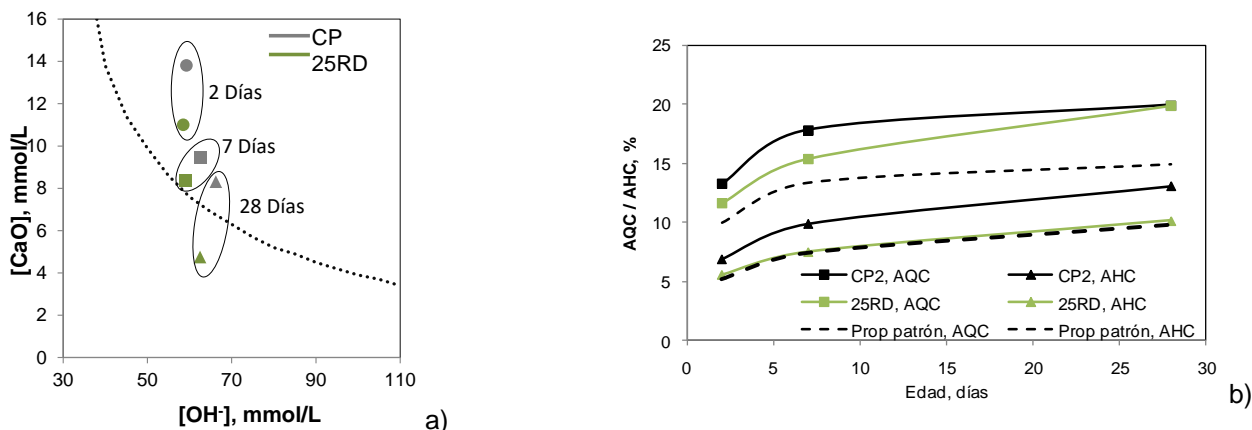 16
14
12
10
8
6
4
2
0
[CaO], mmol/L
CP
25RD
2 Días
7 Días
28 Días
30 50 70 90 110
[OH-], mmol/L
a)
25
20
15
10
5
0
AQC / AHC, %
CP2, AQC CP2, AHC
25RD, AQC 25RD, AHC
Prop patrón, AQC Prop patrón, AHC
0 5 10 15 20 25 30
Edad, días
b)